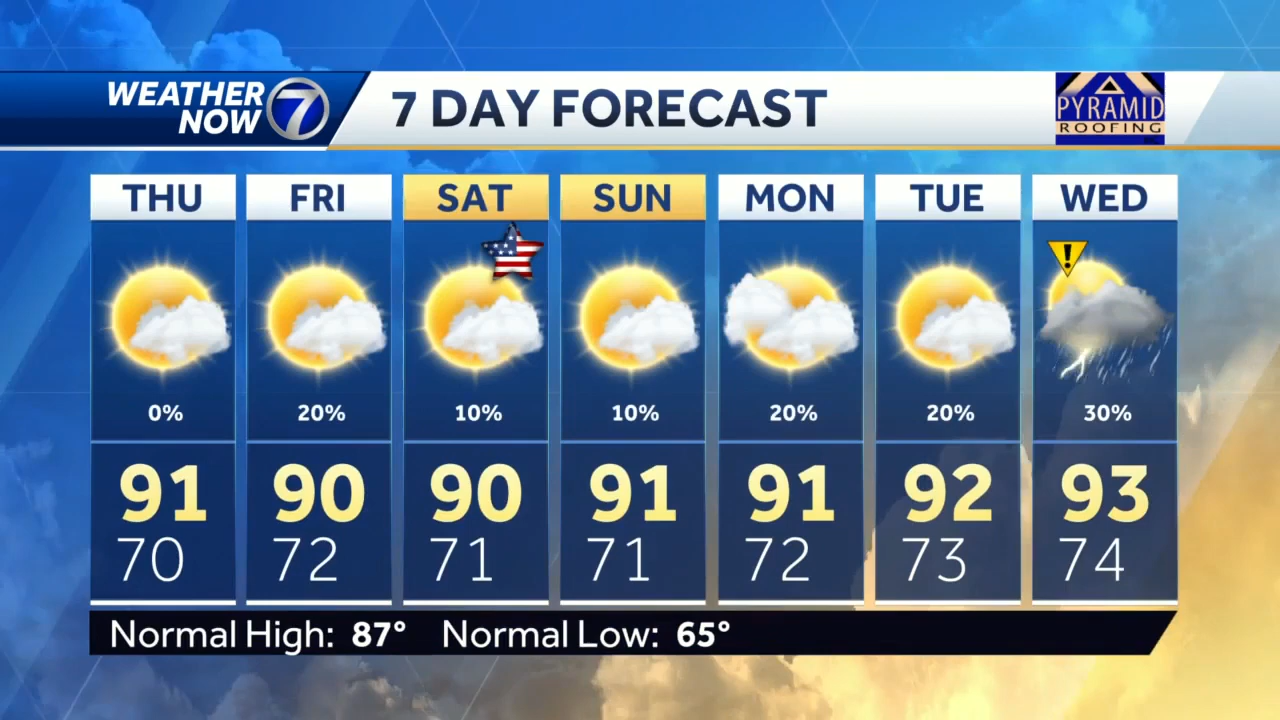 WEATHER
NOW 7
7 DAY FORECAST
PYRAMID
ROOFING
THU FRI SAT SUN MON TUE WED
!
0% 20% 10% 10% 20% 20% 30%
91 90 90 91 91 92 93
70 72 71 71 72 73 74
Normal High: 87° Normal Low: 65°